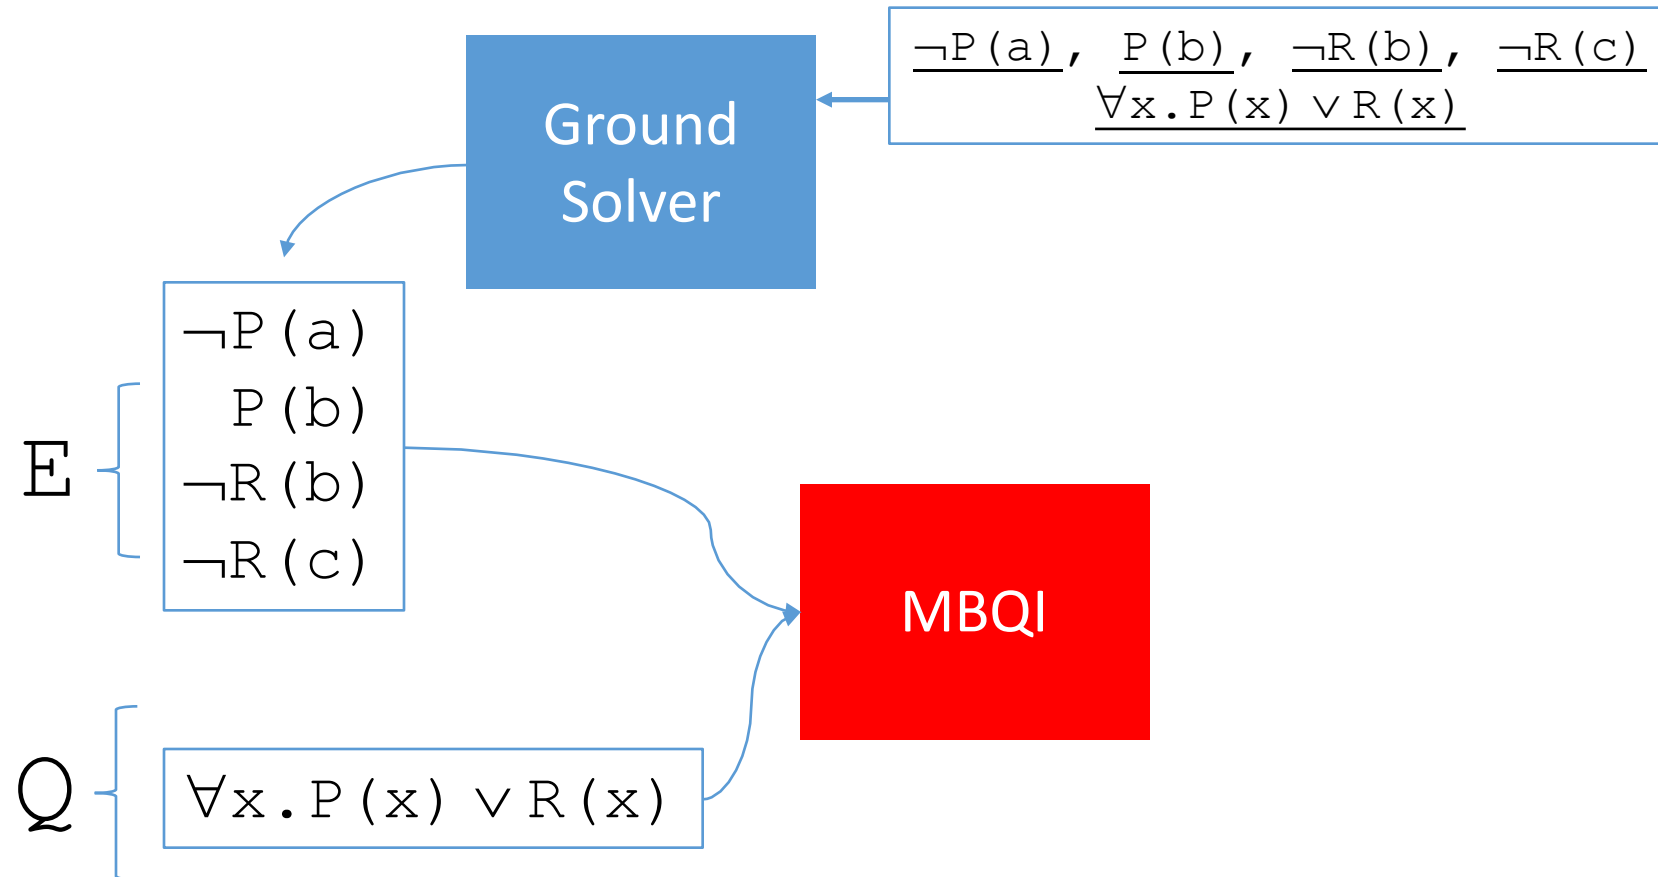 ¬P(a), P(b), ¬R(b), ¬R(c)
∀x.P(x) ∨ R(x)
Ground
Solver
¬P(a)
P(b)
¬R(b)
¬R(c)
E
MBQI
Q
∀x.P(x) ∨ R(x)